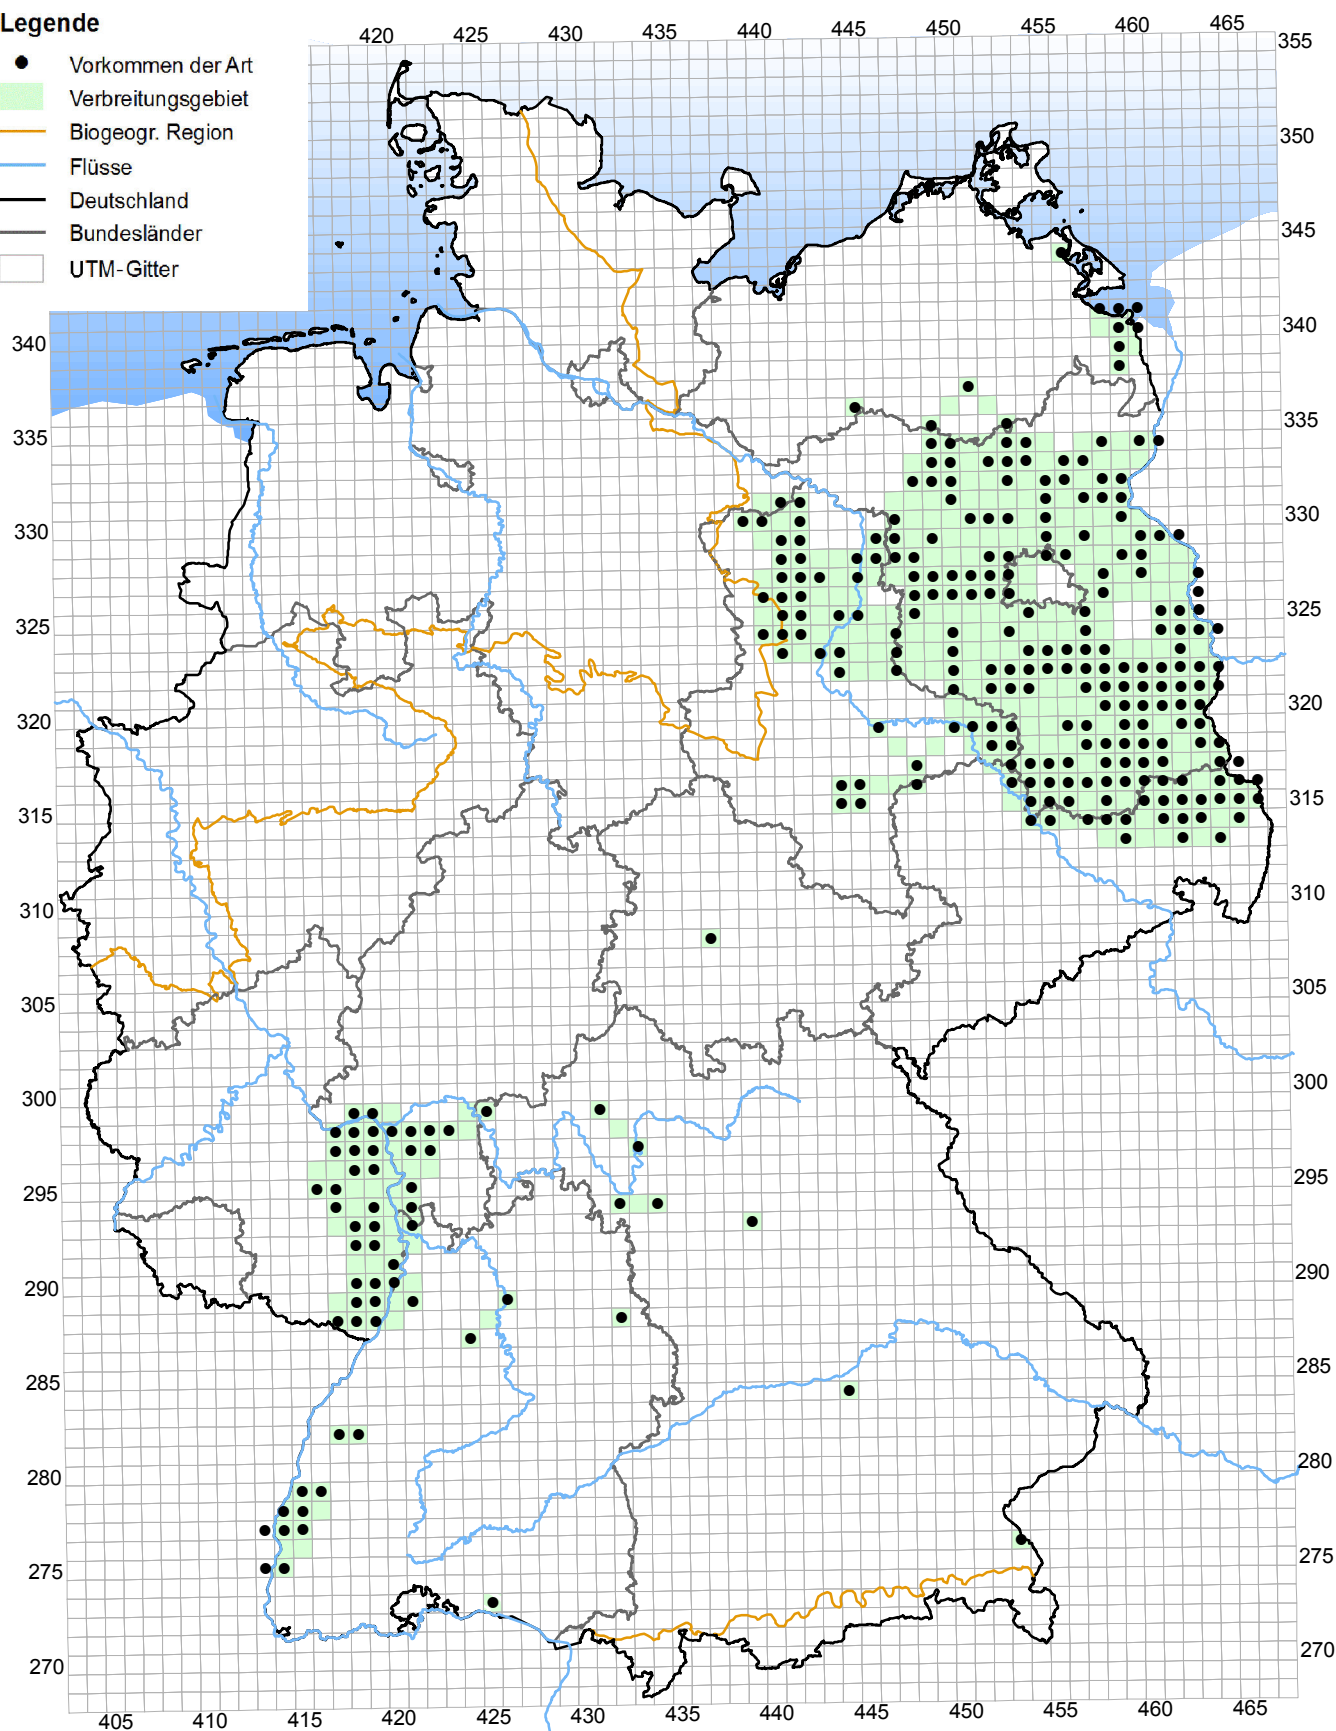 Legende
Vorkommen der Art
Verbreitungsgebiet
Biogeogr. Region
Flüsse
Deutschland
Bundesländer
UTM-Gitter
420 425 430 435 440 445 450 455 460 465
355
350
345
340 340
335 335
330 330
325 325
320 320
315 315
310 310
305 305
300 300
295 295
290 290
285 285
280 280
275 275
270 270
405 410 415 420 425 430 435 440 445 450 455 460 465